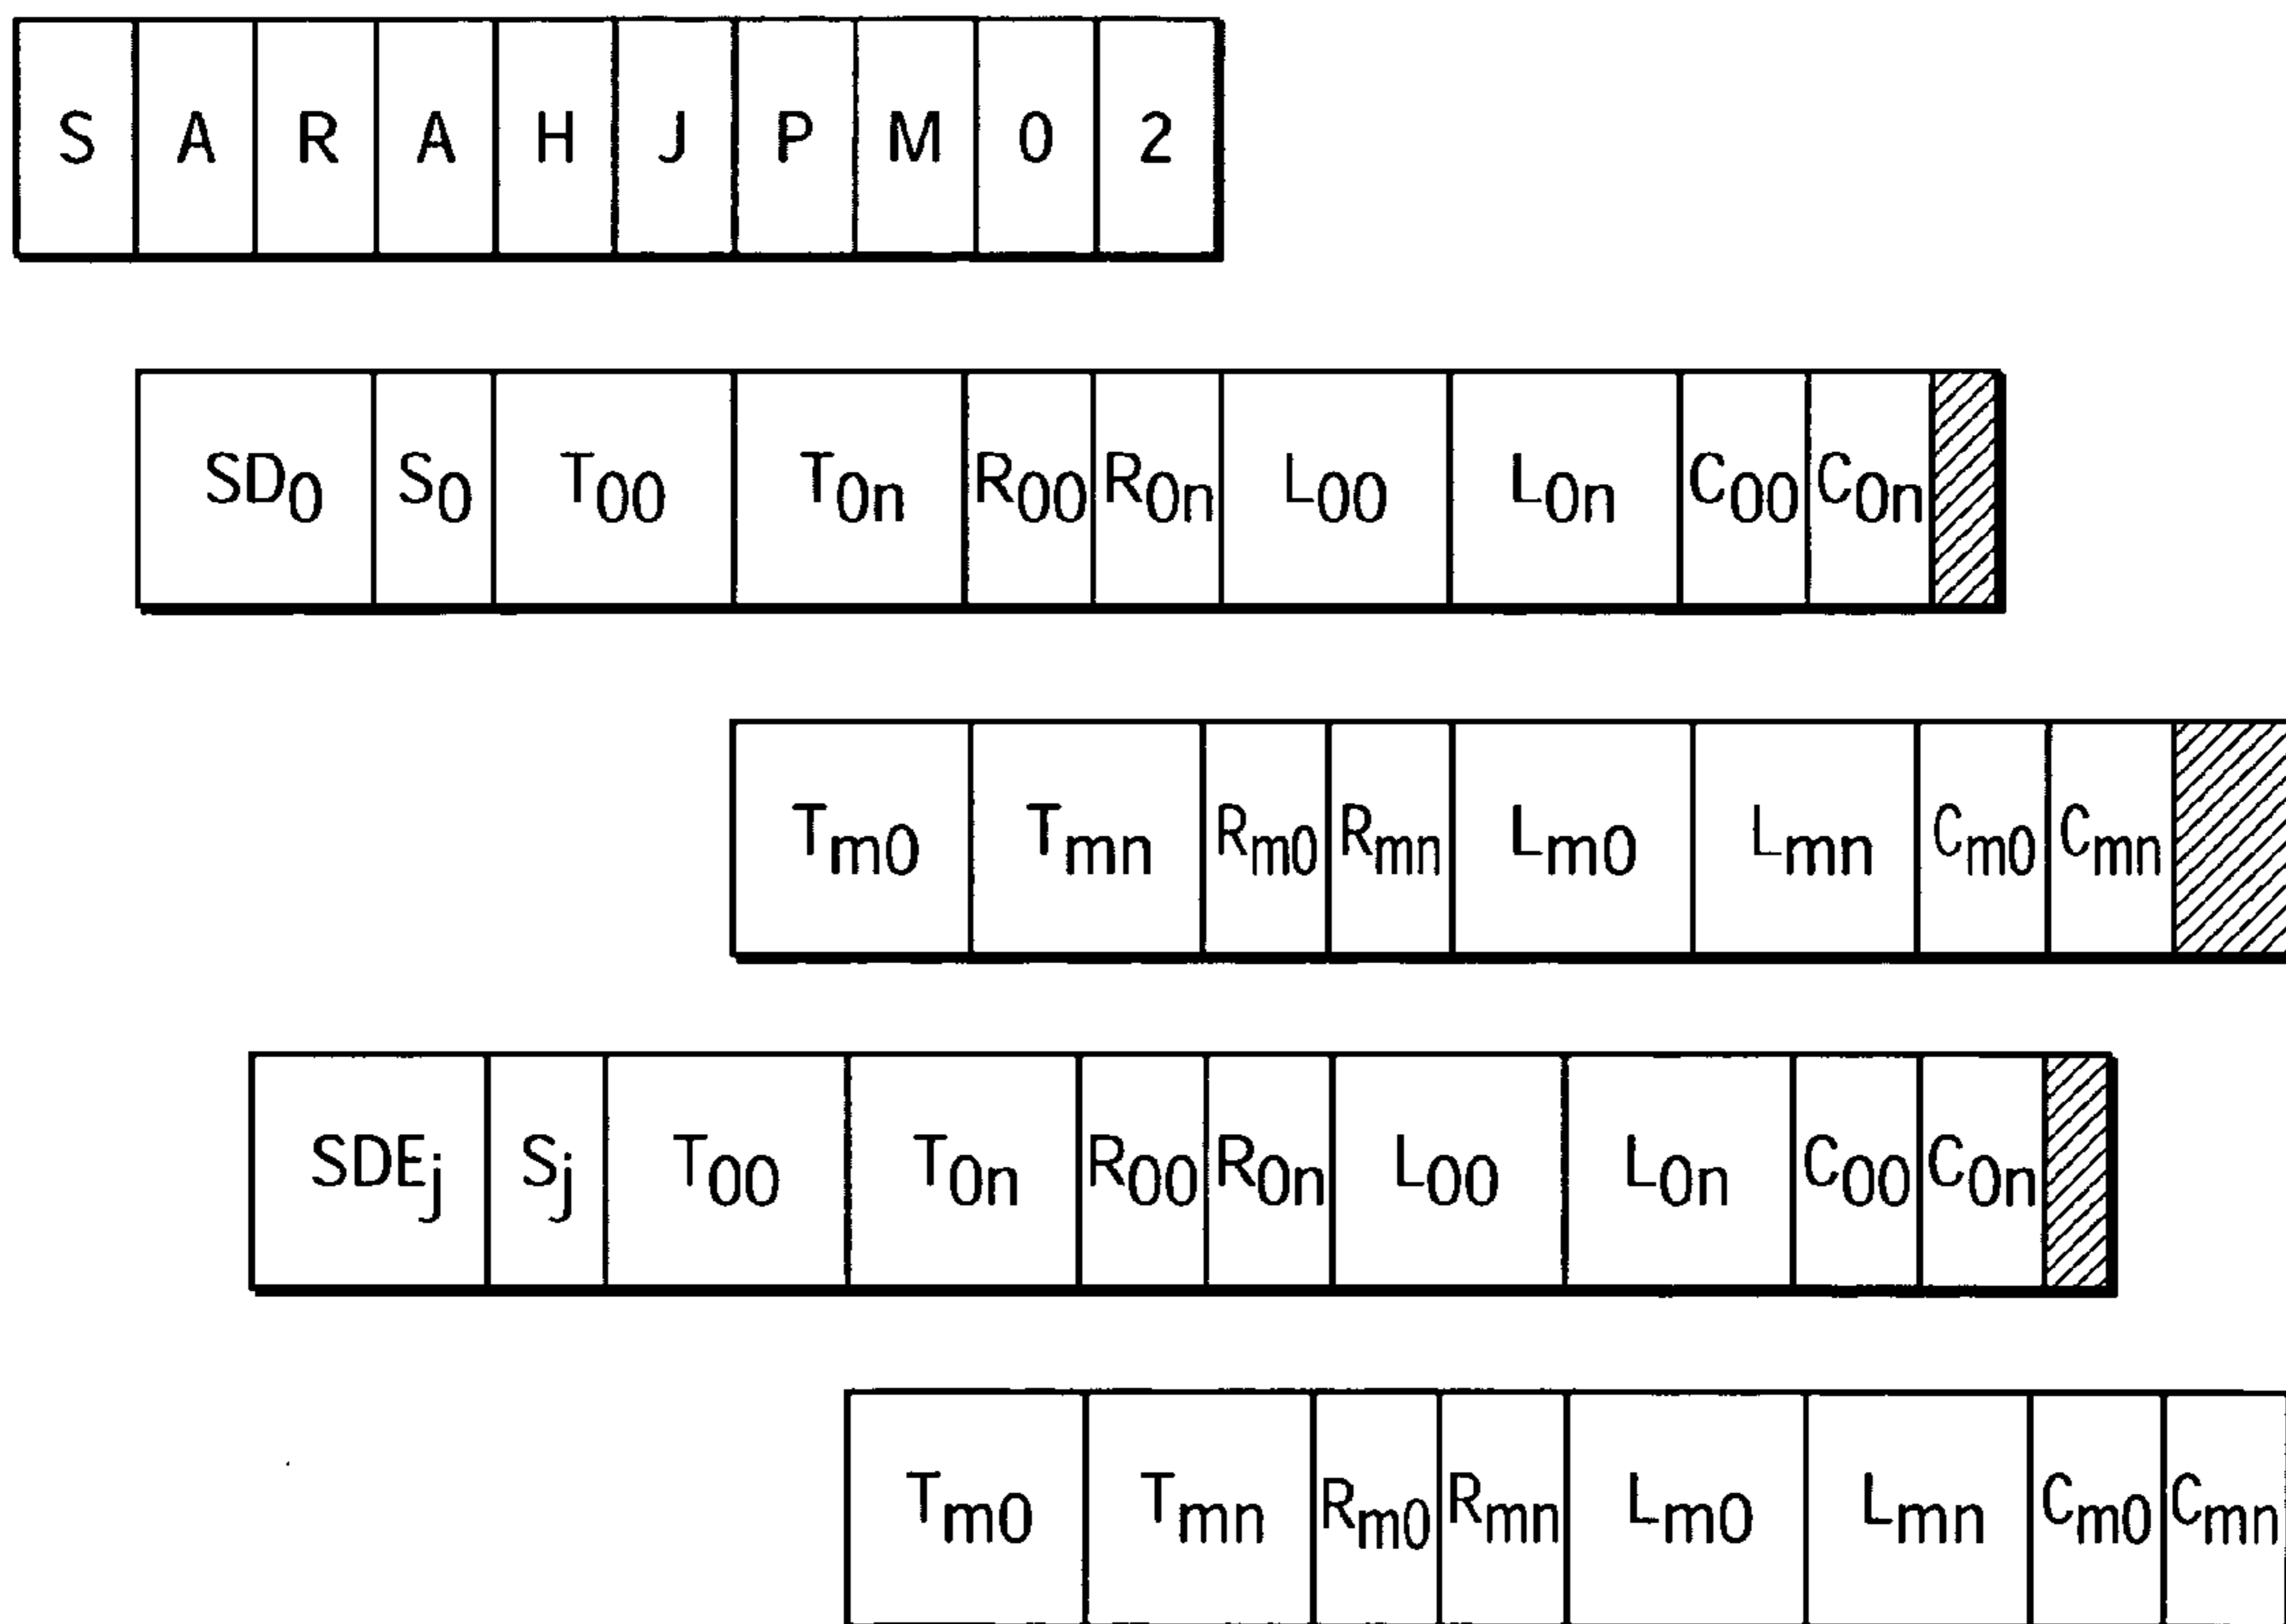 S A R A H J P M 0 2
SD0 S0 T00 T0n R00 R0n L00 L0n C00 C0n
Tm0 Tmn Rm0 Rmn Lm0 Lmn Cm0 Cmn
SDEj Sj T00 T0n R00 R0n L00 L0n C00 C0n
Tm0 Tmn Rm0 Rmn Lm0 Lmn Cm0 Cmn